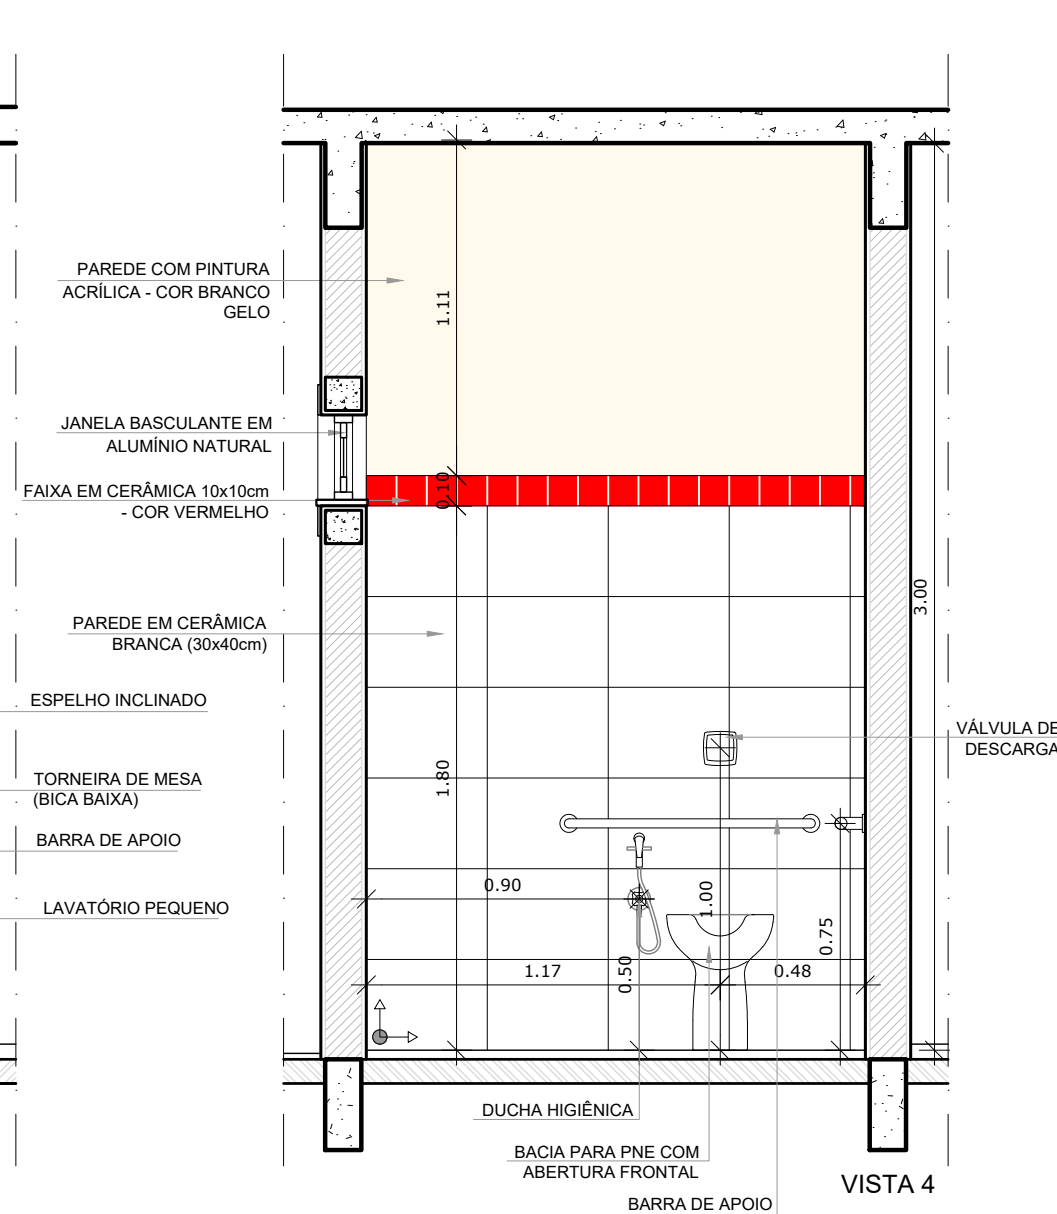 PAREDE COM PINTURA
ACRÍLICA - COR BRANCO
GELO
1.11
JANELA BASCULANTE EM
ALUMÍNIO NATURAL
0.10
FAIXA EM CERÂMICA 10x10cm
- COR VERMELHO
3.00
PAREDE EM CERÂMICA
BRANCA (30x40cm)
ESPELHO INCLINADO
VÁLVULA DE
DESCARGA
TORNEIRA DE MESA
(BICA BAIXA)
1.80
BARRA DE APOIO
0.90
1.00
LAVATÓRIO PEQUENO
0.75
1.17
0.50
0.48
DUCHA HIGIÊNICA
BACIA PARA PNE COM
ABERTURA FRONTAL
VISTA 4
BARRA DE APOIO